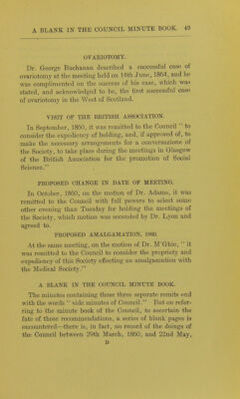 A BLANK IN THE COUNCIL MINUTE BOOK. 49
OVARIOTOMY.
Dr. George Buchanan described a successful case of
ovariotomy at the meeting held on 14th June, 1864, and he
was complimented on the success of his case, which was
stated, and acknowledged to be, the first successful case
of ovariotomy in the West of Scotland.
VISIT OF THE BRITISH ASSOCIATION.
In September, 1860, it was remitted to the Council “ to
consider the expediency of holding, and, if approved of, to
make the necessary arrangements for a conversazione of
the Society, to take place during the meetings in Glasgow
of the British Association for the promotion of Social
Science.”
PROPOSED CHANGE IN DATE OF MEETING.
In October, 1860, on the motion of Dr. Adams, it was
remitted to the Council with full powers to select some
other evening than Tuesday for holding the meetings of
the Society, which motion was seconded by Dr. Lyon and
agreed to.
PROPOSED AMALGAMATION, 1860.
At the same meeting, on the motion of Dr. M‘Ghie, “ it
was remitted to the Council to consider the propriety and
expediency of this Society effecting an amalgamation with
the Medical Society.”
A BLANK IN THE COUNCIL MINUTE BOOK.
The minutes containing these three separate remits end
with the words “ vide minutes of Council.” But on refer-
ring to the minute book of the Council, to ascertain the
fate of these recommendations, a series of blank pages is
encountered—there is, in fact, no record of the doings of
the Council between 29th March, 1860, and 22nd May,
D